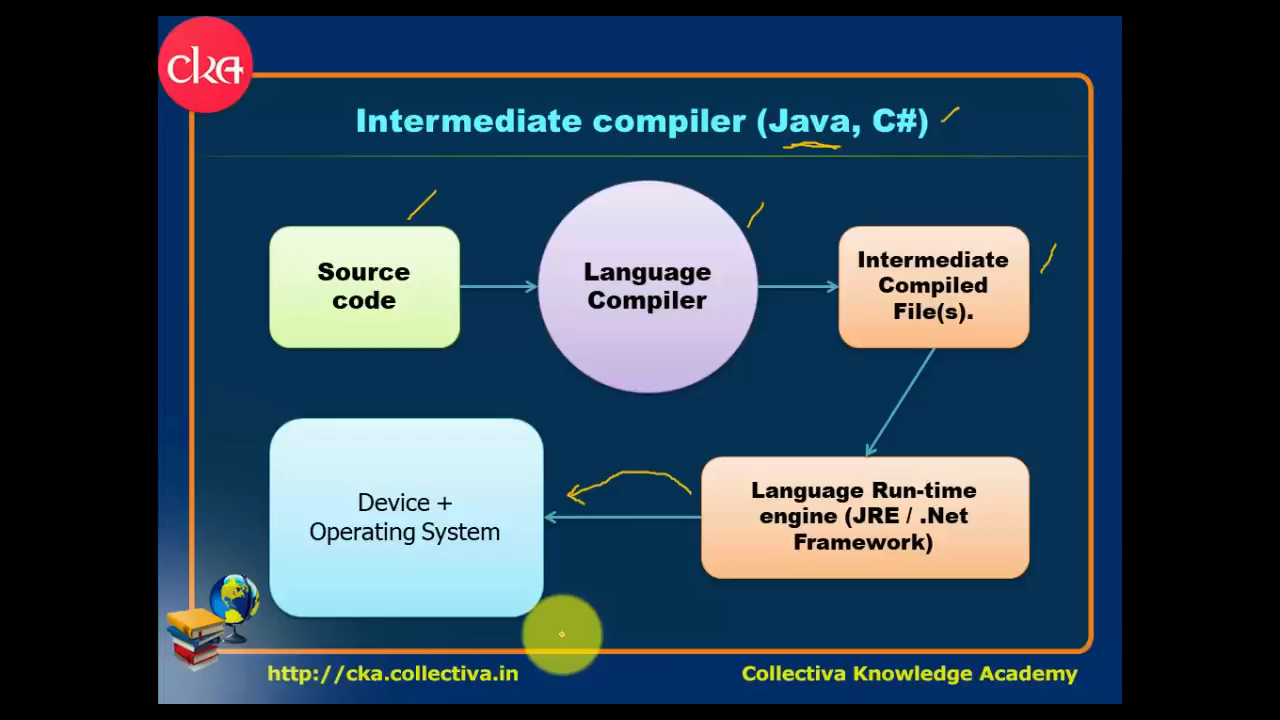 cka
Intermediate compiler (Java, C#)
Source
code
Language
Compiler
Intermediate
Compiled
File(s).
Device +
Operating System
Language Run-time
engine (JRE / .Net
Framework)
http://cka.collectiva.in
Collectiva Knowledge Academy